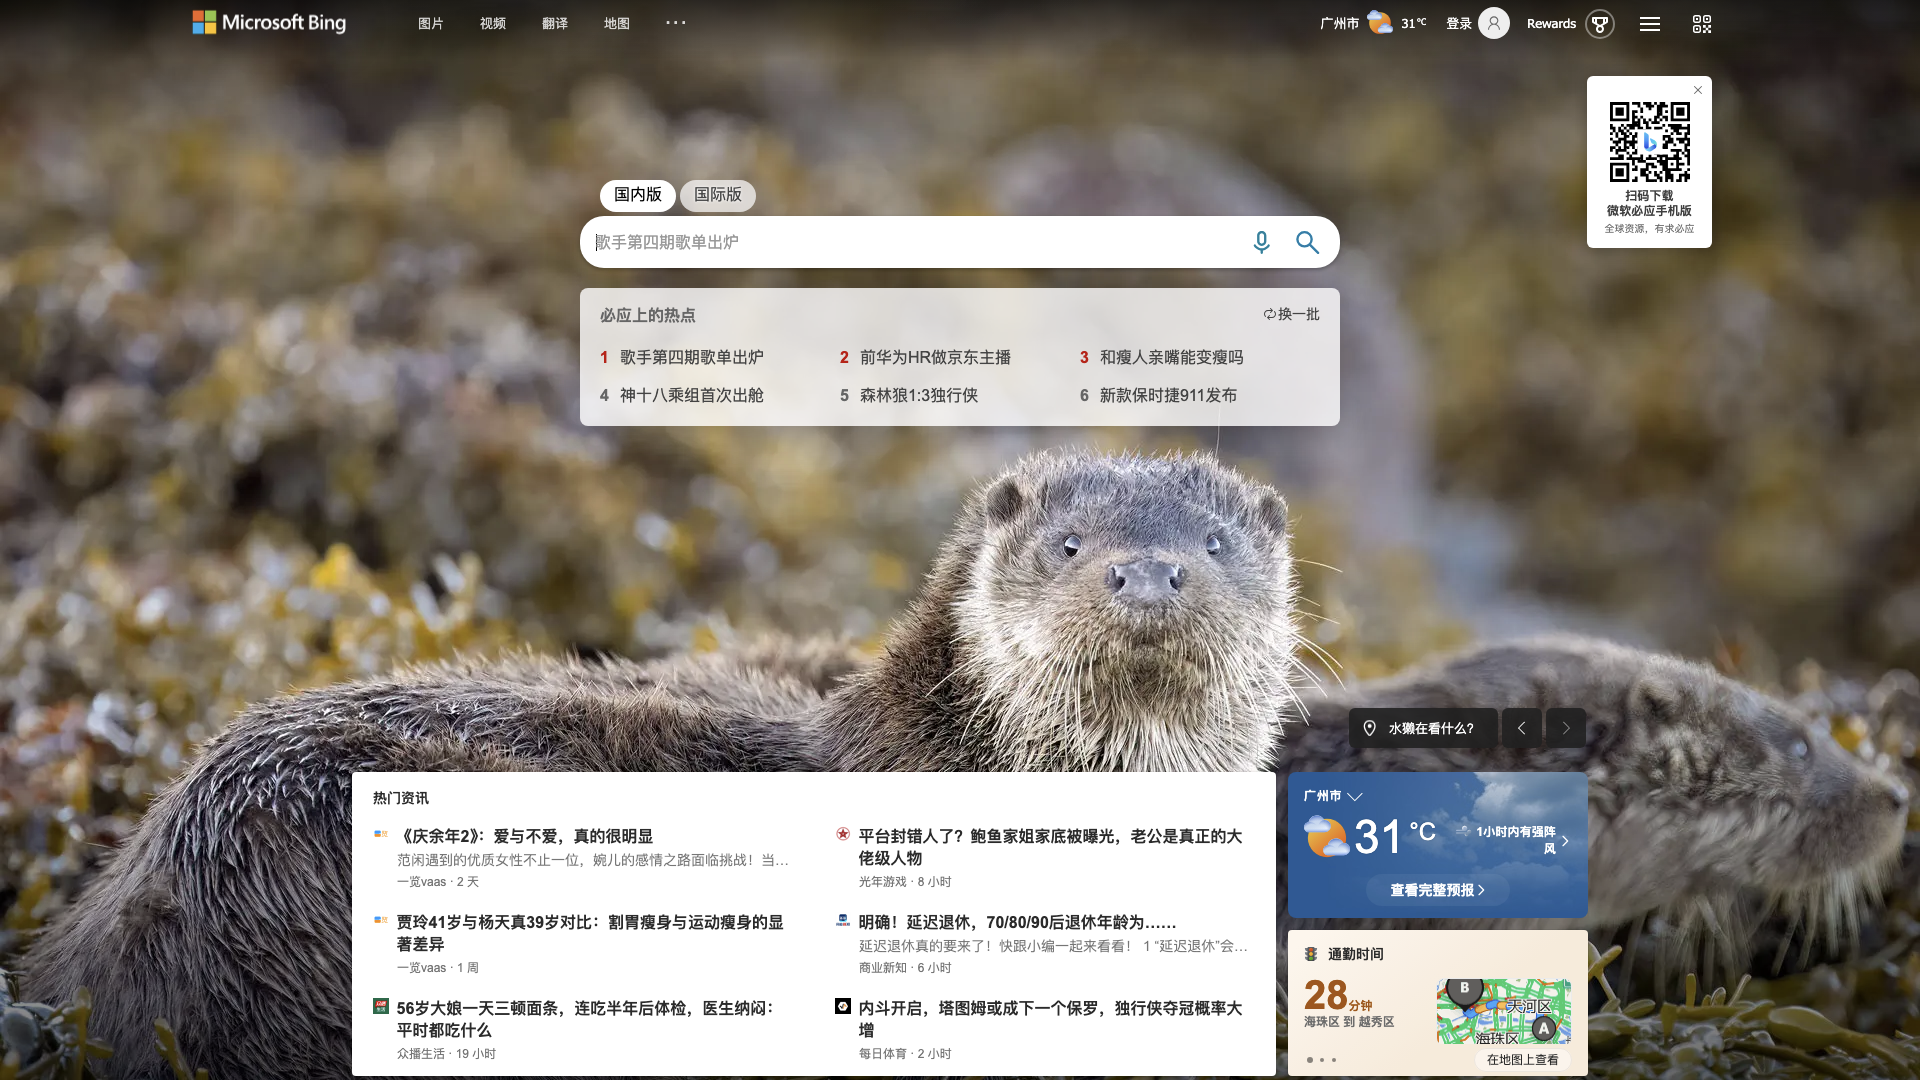 Microsoft Bing
图片 视频 翻译 地图 ···
广州市 31°C 登录 Rewards
扫码下载
微软必应手机版
全球资源，有求必应
国内版 国际版
歌手第四期歌单出炉
必应上的热点 换一批
1 歌手第四期歌单出炉 2 前华为HR做京东主播 3 和瘦人亲嘴能变瘦吗
4 神十八乘组首次出舱 5 森林狼1:3独行侠 6 新款保时捷911发布
水獭在看什么？
热门资讯
《庆余年2》：爱与不爱，真的很明显
范闲遇到的优质女性不止一位，婉儿的感情之路面临挑战！当...
一览vaas · 2 天
平台封错人了？鲍鱼家姐家底被曝光，老公是真正的大
佬级人物
光年游戏 · 8 小时
贾玲41岁与杨天真39岁对比：割胃瘦身与运动瘦身的显
著差异
一览vaas · 1 周
明确！延迟退休，70/80/90后退休年龄为……
延迟退休真的要来了！快跟小编一起来看看！ 1 “延迟退休”会...
商业新知 · 6 小时
56岁大娘一天三顿面条，连吃半年后体检，医生纳闷：
平时都吃什么
众播生活 · 19 小时
内斗开启，塔图姆或成下一个保罗，独行侠夺冠概率大
增
每日体育 · 2 小时
广州市
31 °C
1小时内有强阵
风
查看完整预报
通勤时间
28分钟
海珠区 到 越秀区
B
天河区
A
海珠区
在地图上查看